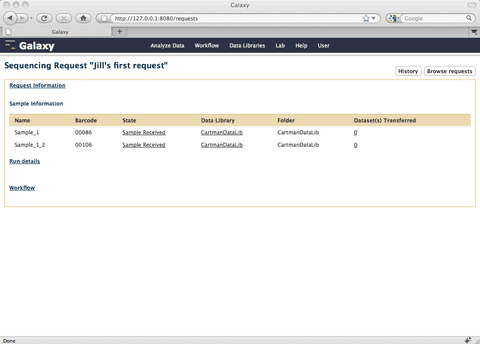 Galaxy
http://127.0.0.1:8080/requests
Google
Galaxy
Galaxy Analyze Data Workflow Data Libraries Lab Help User
Sequencing Request "Jill's first request"
History Browse requests
Request Information
Sample information
Name Barcode State Data Library Folder Dataset(s) Transferred
Sample_1 00086 Sample Received CartmanDataLib CartmanDataLib 0
Sample_1_2 00106 Sample Received CartmanDataLib CartmanDataLib 0
Run details
Workflow
Done